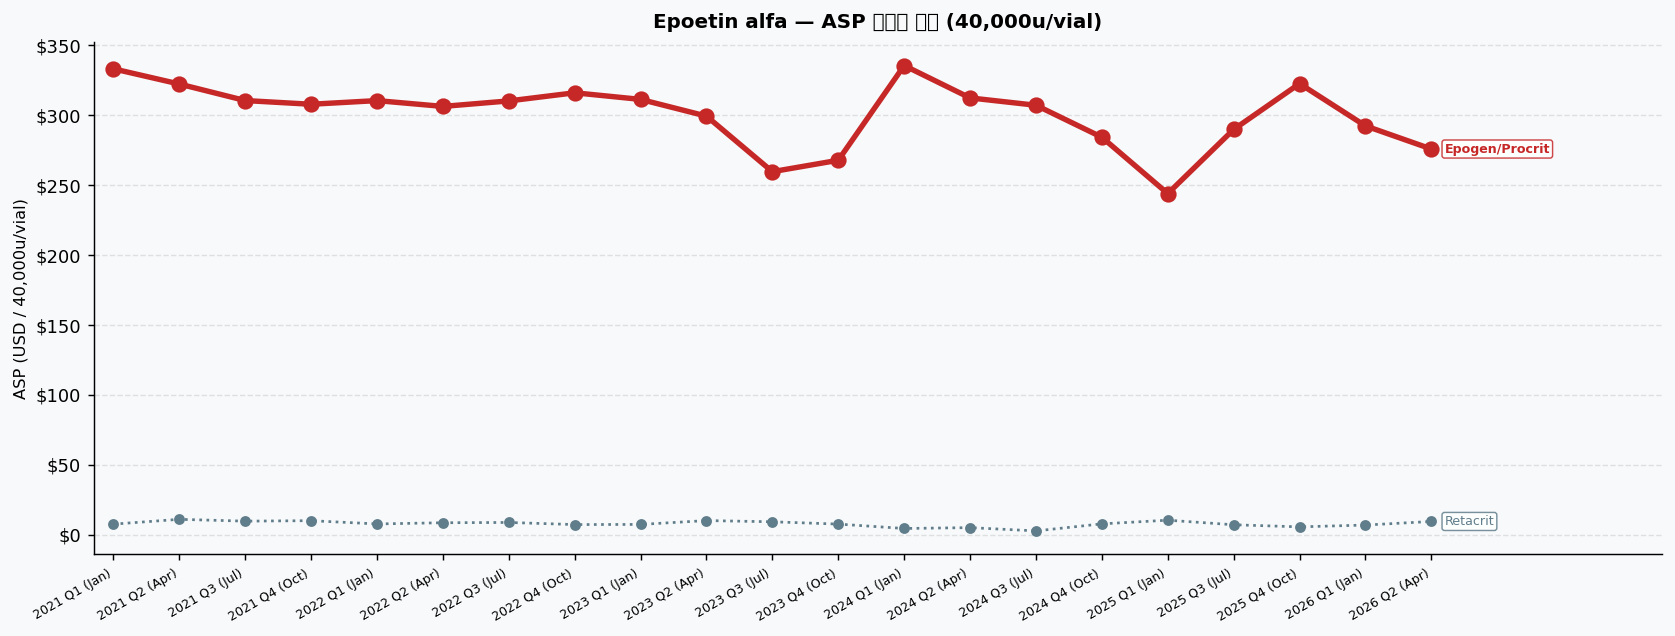 Epoetin alfa — ASP (40,000u/vial)
$350
$300
$250
$200
$150
$100
$50
$0
ASP (USD / 40,000u/vial)
Epogen/Procrit
Retacrit
2021 Q1 (Jan)
2021 Q2 (Apr)
2021 Q3 (Jul)
2021 Q4 (Oct)
2022 Q1 (Jan)
2022 Q2 (Apr)
2022 Q3 (Jul)
2022 Q4 (Oct)
2023 Q1 (Jan)
2023 Q2 (Apr)
2023 Q3 (Jul)
2023 Q4 (Oct)
2024 Q1 (Jan)
2024 Q2 (Apr)
2024 Q3 (Jul)
2024 Q4 (Oct)
2025 Q1 (Jan)
2025 Q3 (Jul)
2025 Q4 (Oct)
2026 Q1 (Jan)
2026 Q2 (Apr)